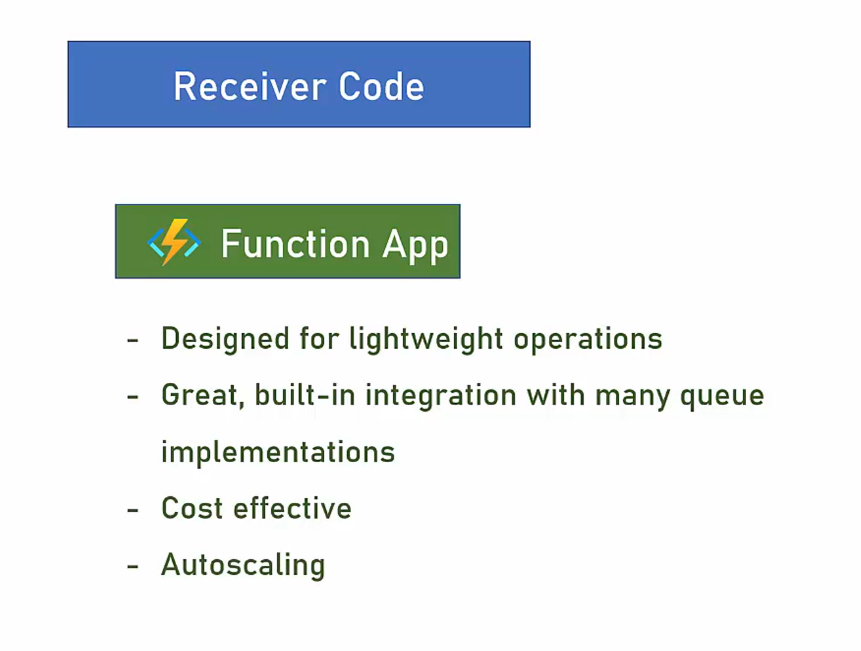 Receiver Code
Function App
- Designed for lightweight operations
- Great, built-in integration with many queue
implementations
- Cost effective
- Autoscaling